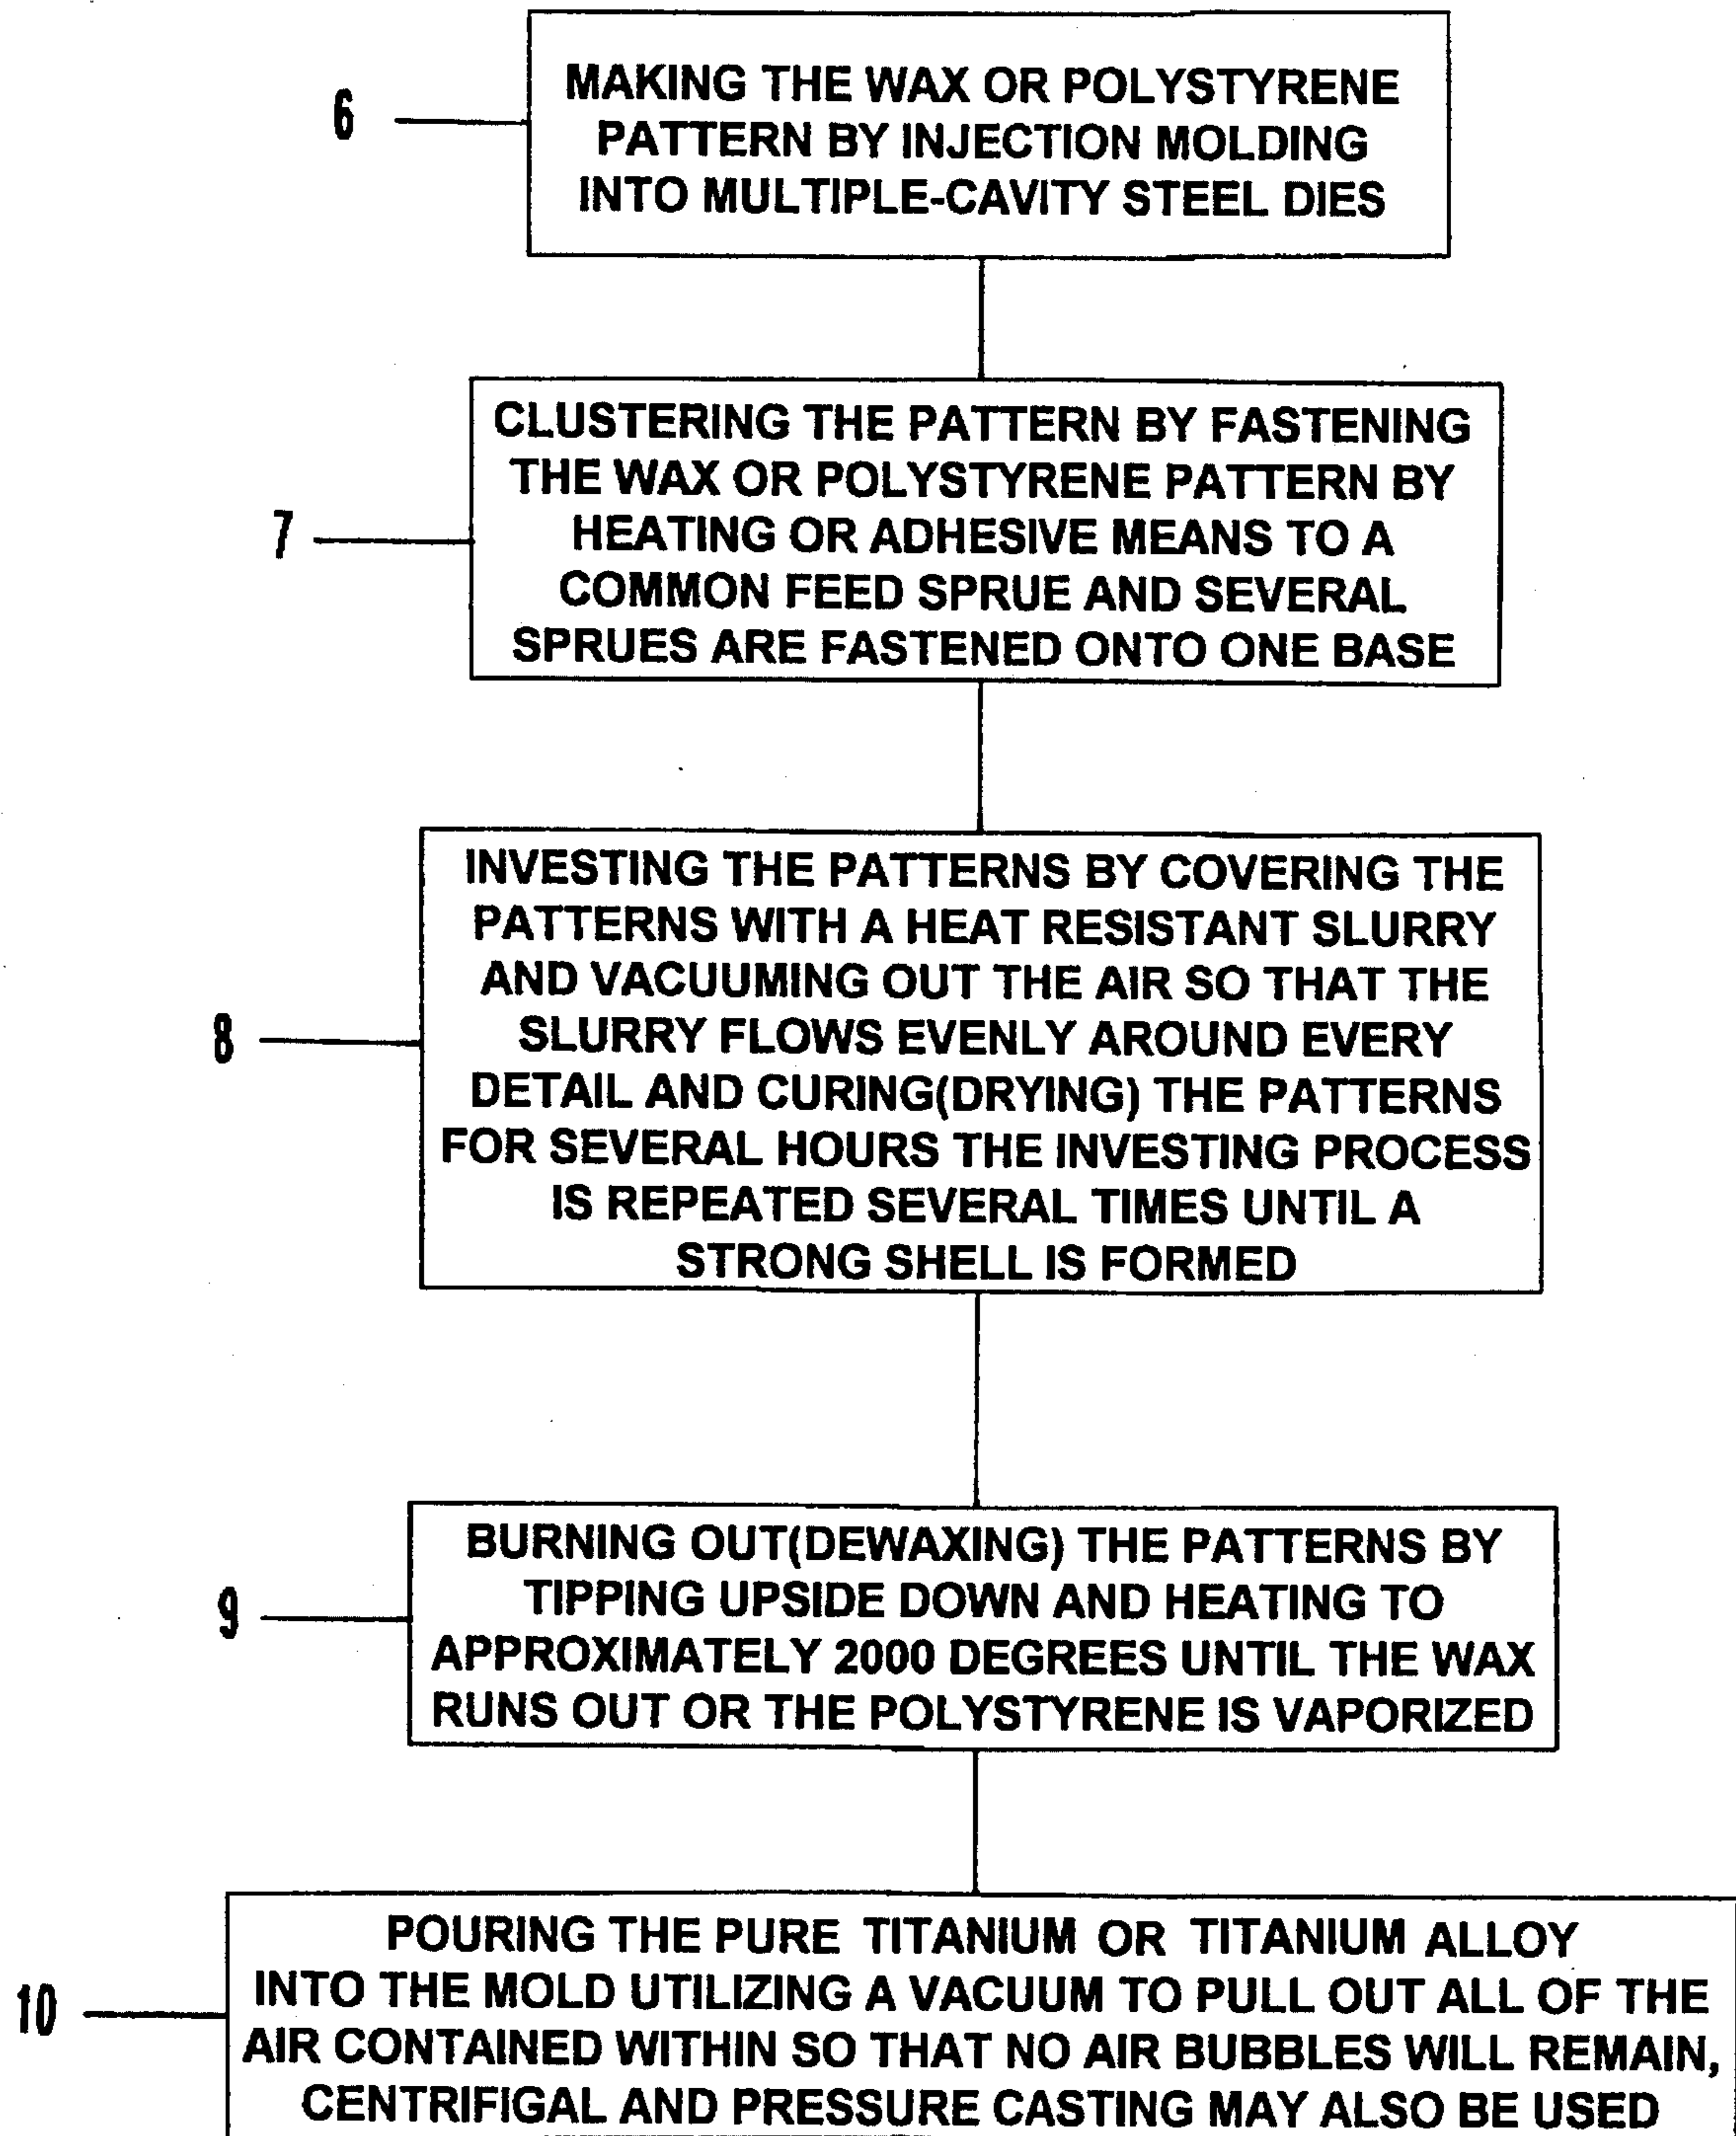 6
MAKING THE WAX OR POLYSTYRENE
PATTERN BY INJECTION MOLDING
INTO MULTIPLE-CAVITY STEEL DIES
7
CLUSTERING THE PATTERN BY FASTENING
THE WAX OR POLYSTYRENE PATTERN BY
HEATING OR ADHESIVE MEANS TO A
COMMON FEED SPRUE AND SEVERAL
SPRUES ARE FASTENED ONTO ONE BASE
8
INVESTING THE PATTERNS BY COVERING THE
PATTERNS WITH A HEAT RESISTANT SLURRY
AND VACUUMING OUT THE AIR SO THAT THE
SLURRY FLOWS EVENLY AROUND EVERY
DETAIL AND CURING(DRYING) THE PATTERNS
FOR SEVERAL HOURS THE INVESTING PROCESS
IS REPEATED SEVERAL TIMES UNTIL A
STRONG SHELL IS FORMED
9
BURNING OUT(DEWAXING) THE PATTERNS BY
TIPPING UPSIDE DOWN AND HEATING TO
APPROXIMATELY 2000 DEGREES UNTIL THE WAX
RUNS OUT OR THE POLYSTYRENE IS VAPORIZED
10
POURING THE PURE TITANIUM OR TITANIUM ALLOY
INTO THE MOLD UTILIZING A VACUUM TO PULL OUT ALL OF THE
AIR CONTAINED WITHIN SO THAT NO AIR BUBBLES WILL REMAIN,
CENTRIFIGAL AND PRESSURE CASTING MAY ALSO BE USED